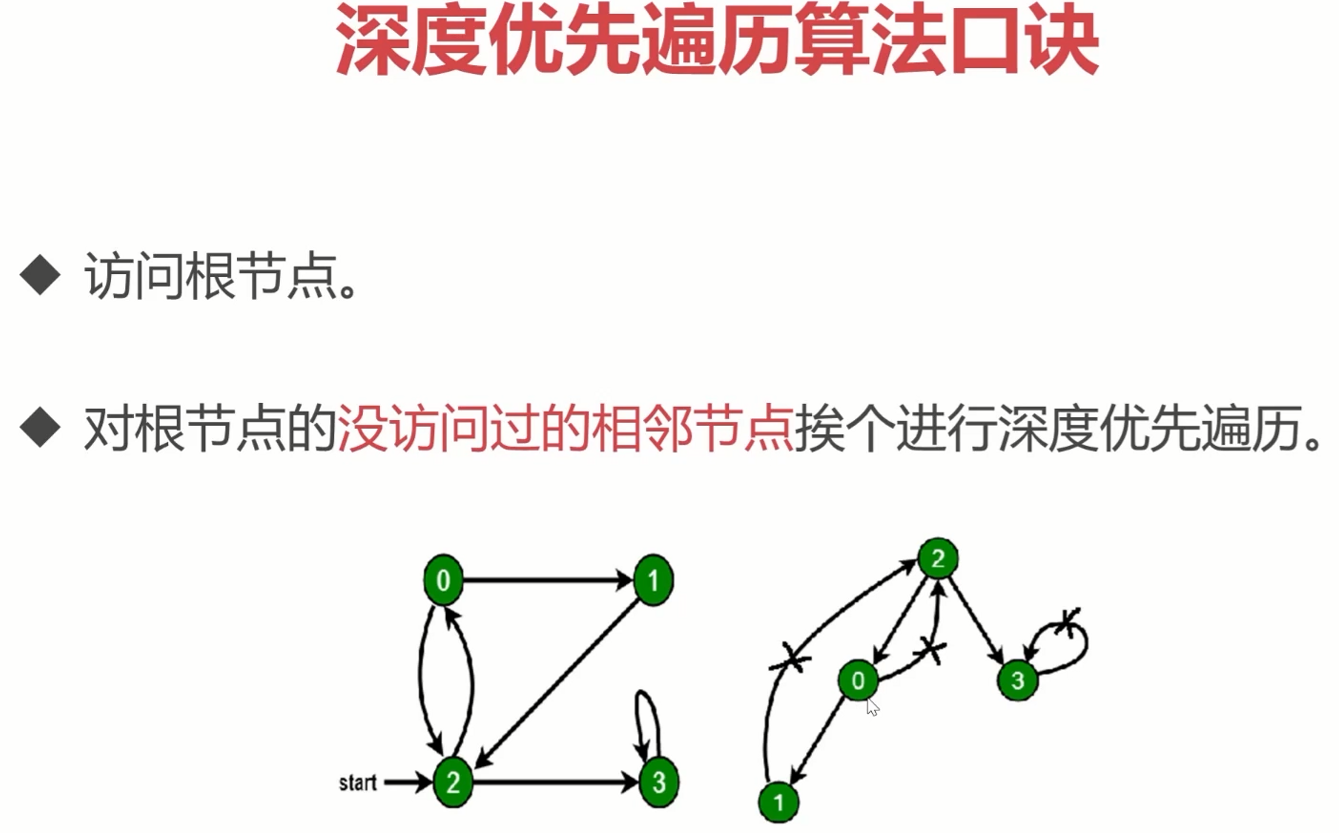 深度优先遍历算法口诀
访问根节点。
对根节点的没访问过的相邻节点挨个进行深度优先遍历。
0 1
2
0 3
start 2 3
1